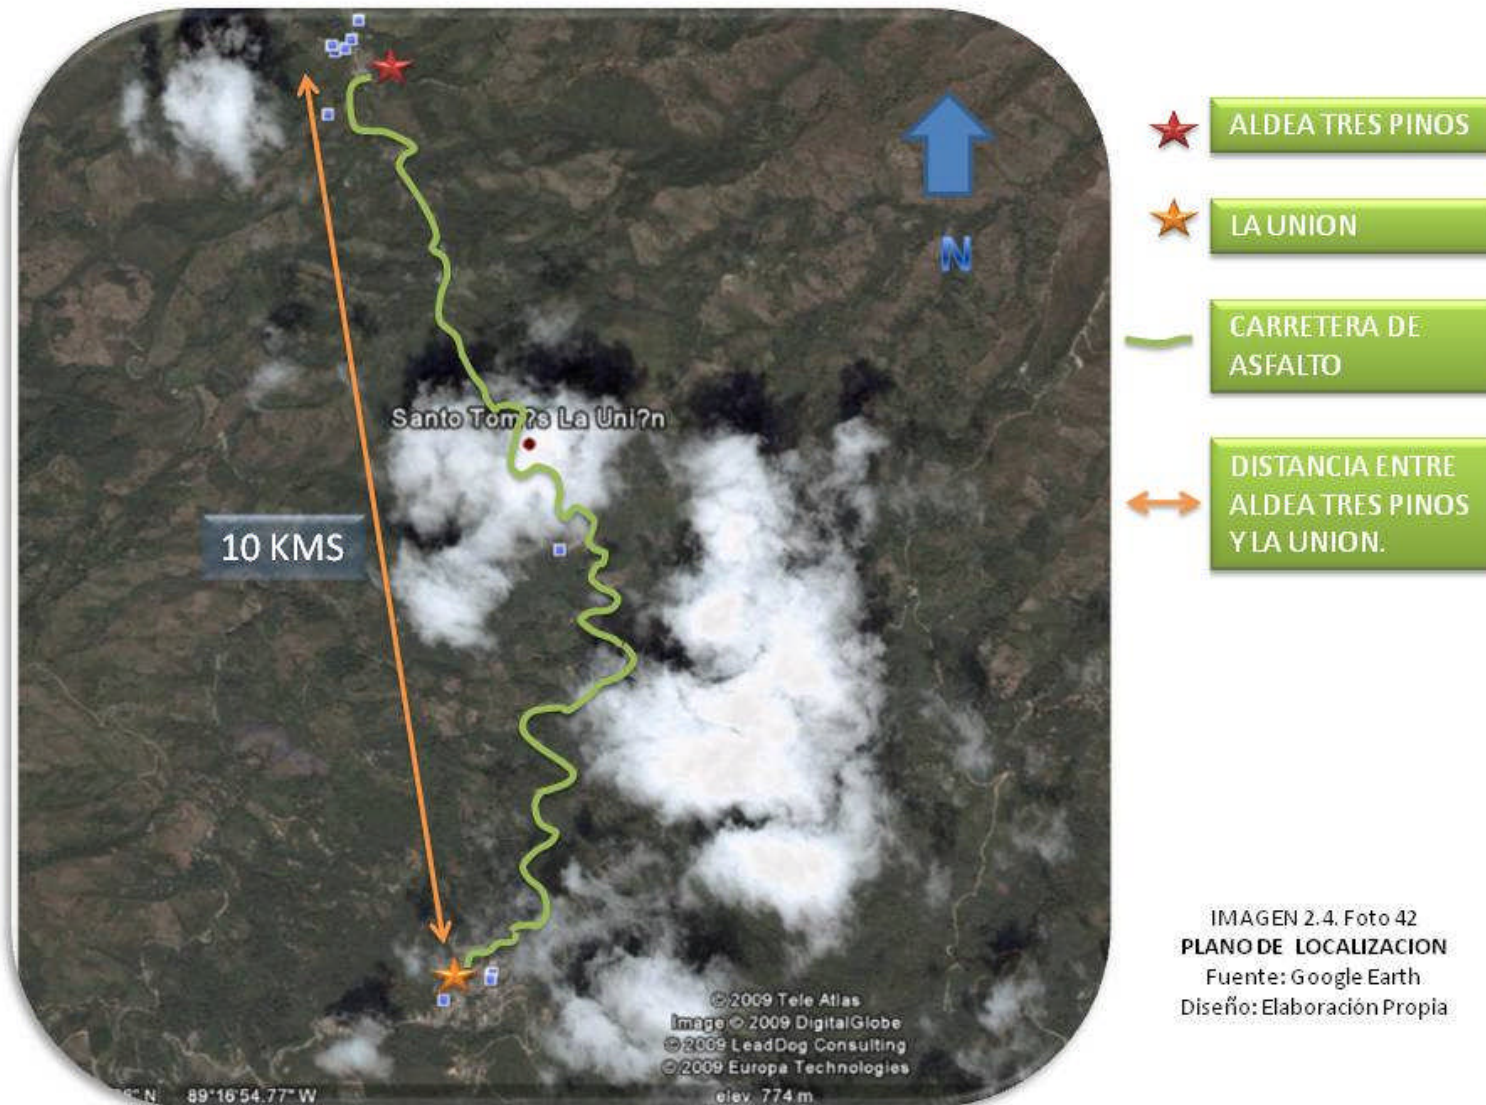 ALDEA TRES PINOS
N
LA UNION
CARRETERA DE
ASFALTO
Santo Tom?s La Uni?n
DISTANCIA ENTRE
ALDEA TRES PINOS
Y LA UNION.
10 KMS
IMAGEN 2.4. Foto 42
PLANO DE LOCALIZACION
Fuente: Google Earth
Diseño: Elaboración Propia
© 2009 Tele Atlas
Image © 2009 DigitalGlobe
© 2009 LeadDog Consulting
© 2009 Europa Technologies
" N 89°16'54.77" W elev 774 m